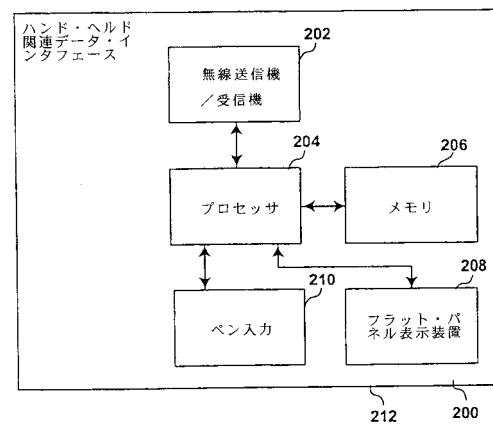 ハンド・ヘルド
関連データ・イ
ンタフェース
202
無線送信機
／受信機
204
プロセッサ
206
メモリ
210
ペン入力
208
フラット・パ
ネル表示装置
212
200